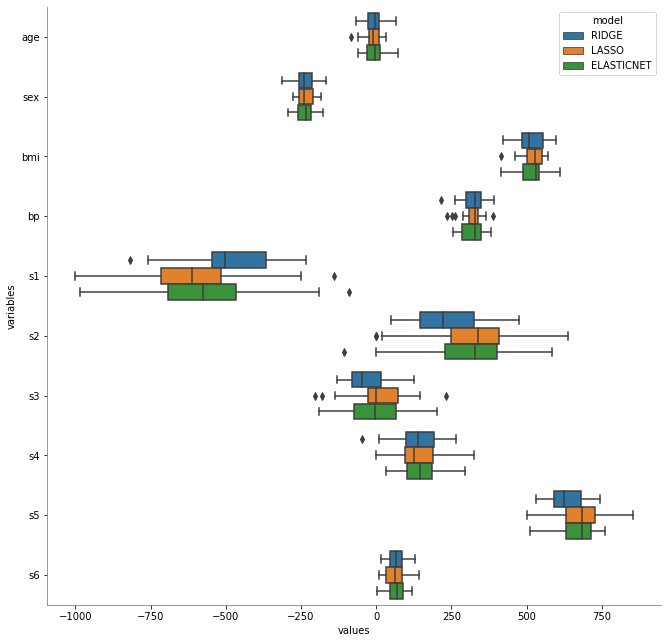 model
RIDGE
LASSO
ELASTICNET
variables
age
sex
bmi
bp
s1
s2
s3
s4
s5
s6
−1000 −750 −500 −250 0 250 500 750
values